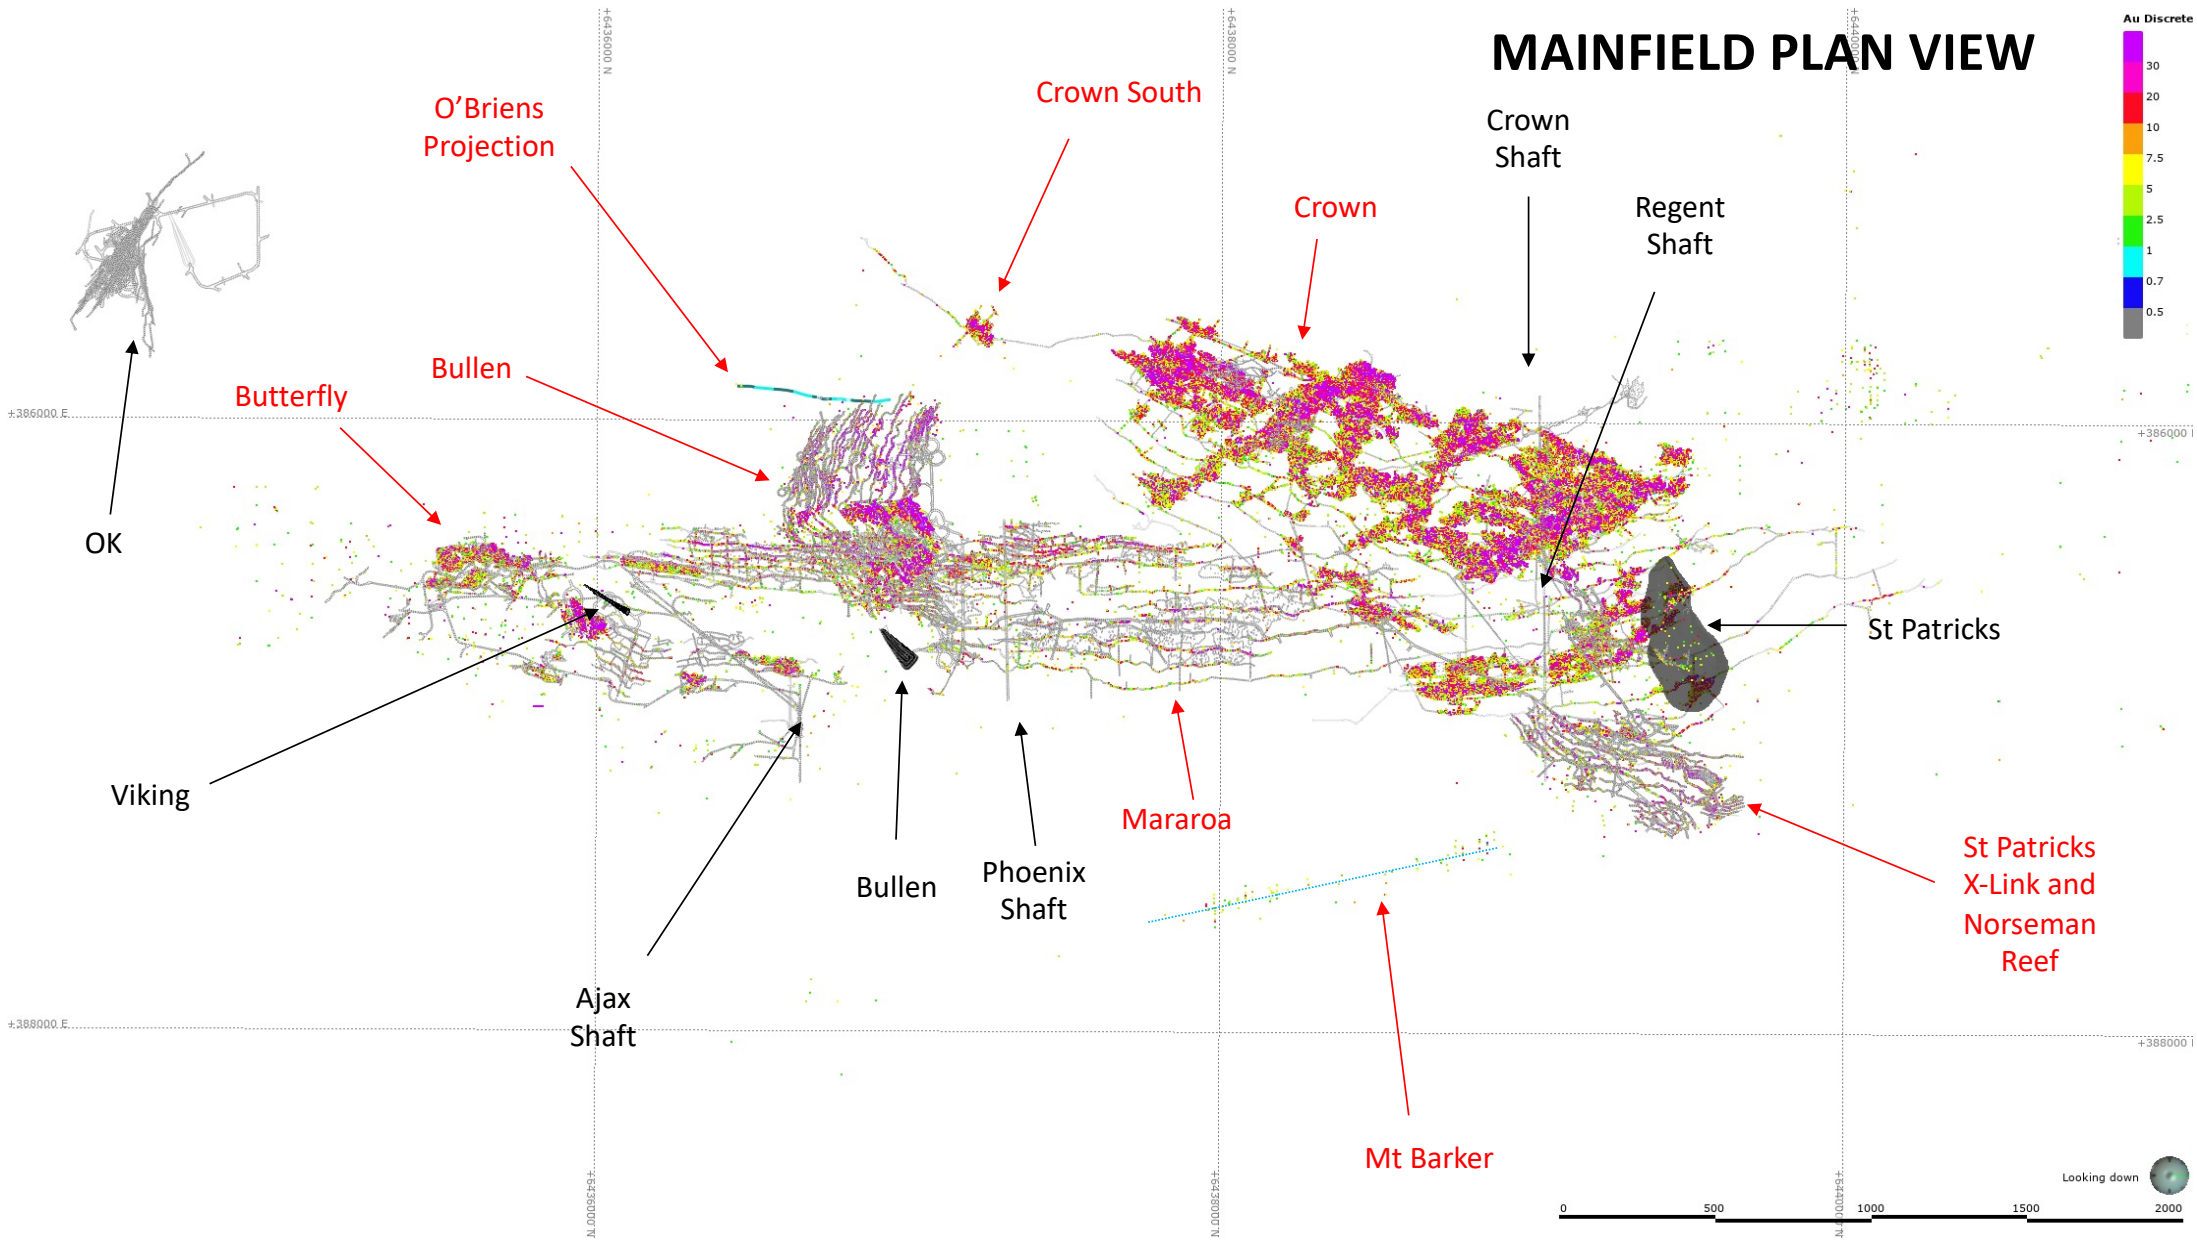 MAINFIELD PLAN VIEW
Au Discrete
30
20
10
7.5
5
2.5
1
0.7
0.5
+6436000 N
+6438000 N
+6440000 N
O’Briens
Projection
Crown South
Crown
Shaft
Crown
Regent
Shaft
Bullen
Butterfly
+386000 E
+386000
OK
St Patricks
Viking
Mararoa
Bullen
Phoenix
Shaft
St Patricks
X-Link and
Norseman
Reef
Ajax
Shaft
+388000 E
+388000
Mt Barker
+6436000 N
+6438000 N
+6440000 N
Looking down
0
500
1000
1500
2000